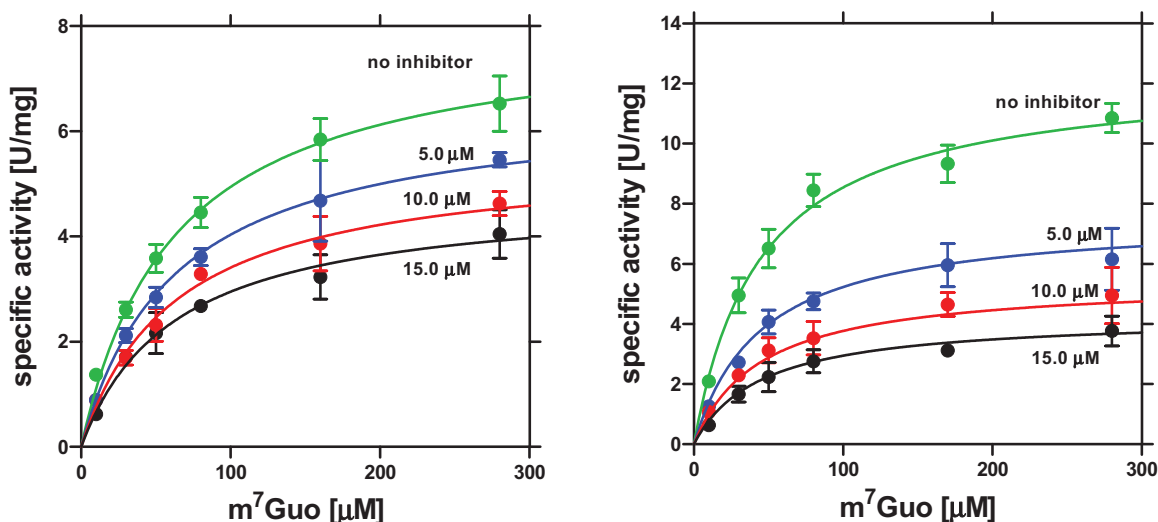 8
6
4
2
0
0
100
200
300
specific activity [U/mg]
m⁷Guo [μM]
no inhibitor
5.0 μM
10.0 μM
15.0 μM
14
12
10
8
6
4
2
0
0
100
200
300
specific activity [U/mg]
m⁷Guo [μM]
no inhibitor
5.0 μM
10.0 μM
15.0 μM